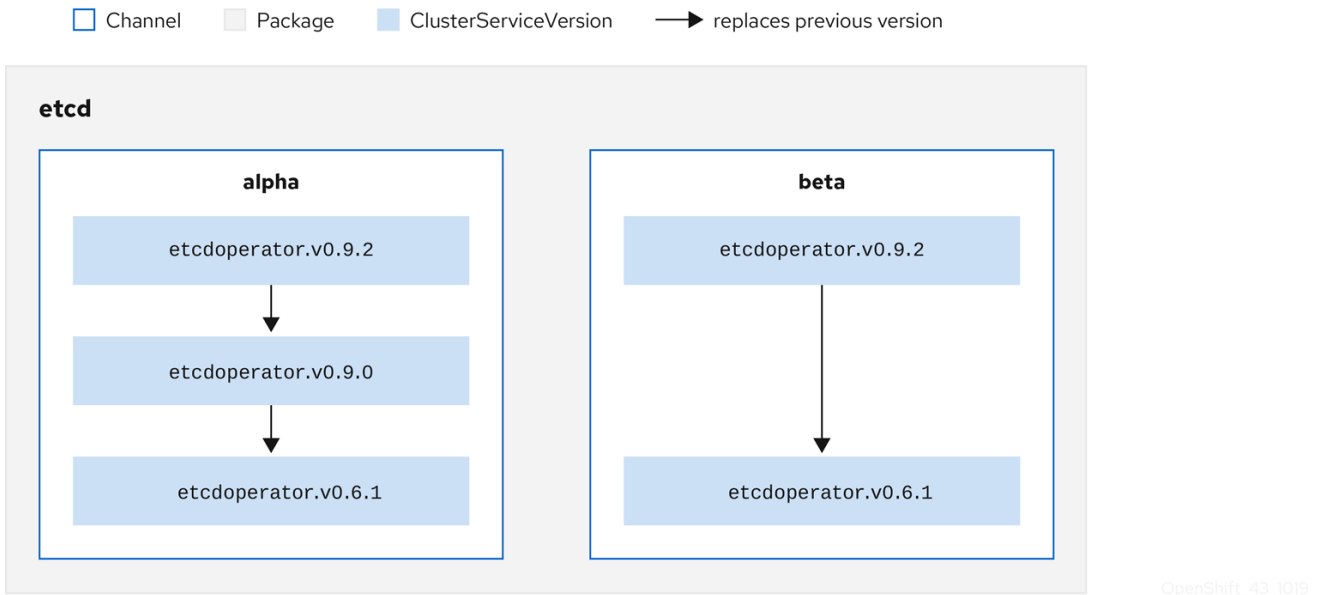 Channel Package ClusterServiceVersion replaces previous version
etcd
alpha
etcdoperator.v0.9.2
etcdoperator.v0.9.0
etcdoperator.v0.6.1
beta
etcdoperator.v0.9.2
etcdoperator.v0.6.1
OpenShift_43_1019